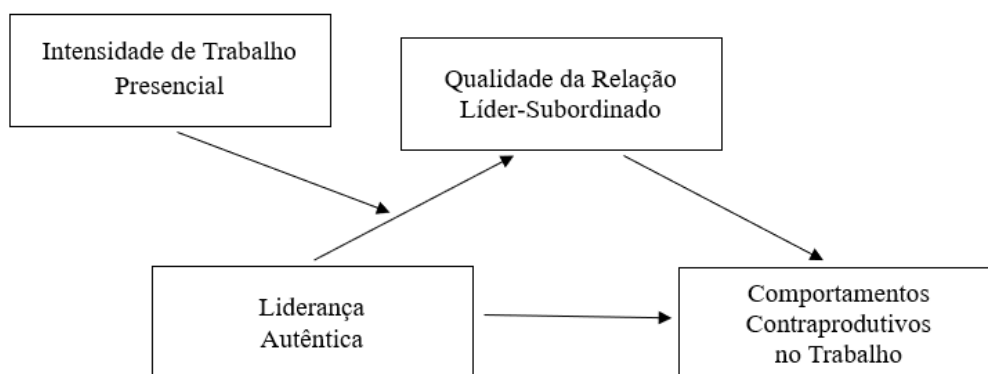 Intensidade de Trabalho
Presencial
Qualidade da Relação
Líder-Subordinado
Liderança
Autêntica
Comportamentos
Contraprodutivos
no Trabalho